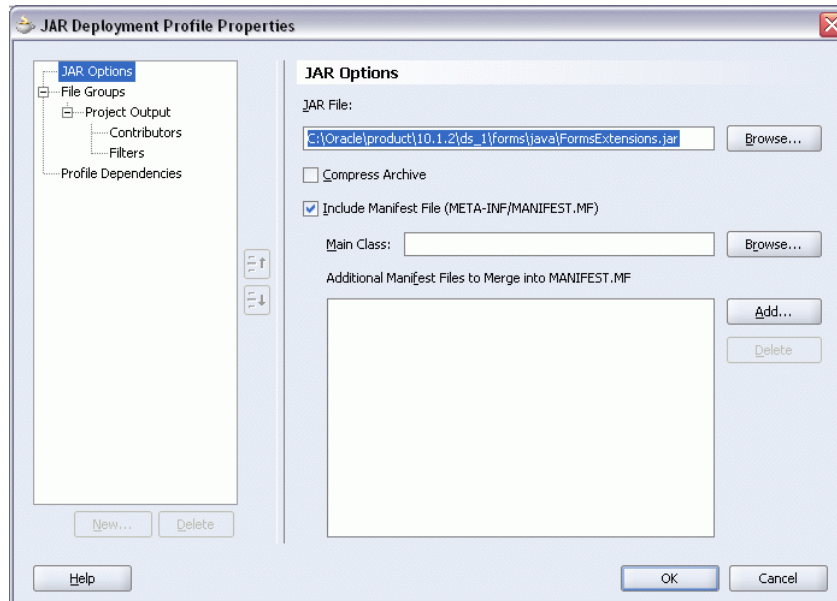 JAR Deployment Profile Properties
JAR Options
File Groups
Project Output
Contributors
Filters
Profile Dependencies
New...
Delete
JAR Options
JAR File:
C:\Oracle\product\10.1.2\ds_1\forms\java\FormsExtensions.jar
Browse...
Compress Archive
Include Manifest File (META-INF/MANIFEST.MF)
Main Class:
Browse...
Additional Manifest Files to Merge into MANIFEST.MF
Add...
Delete
Help
OK
Cancel